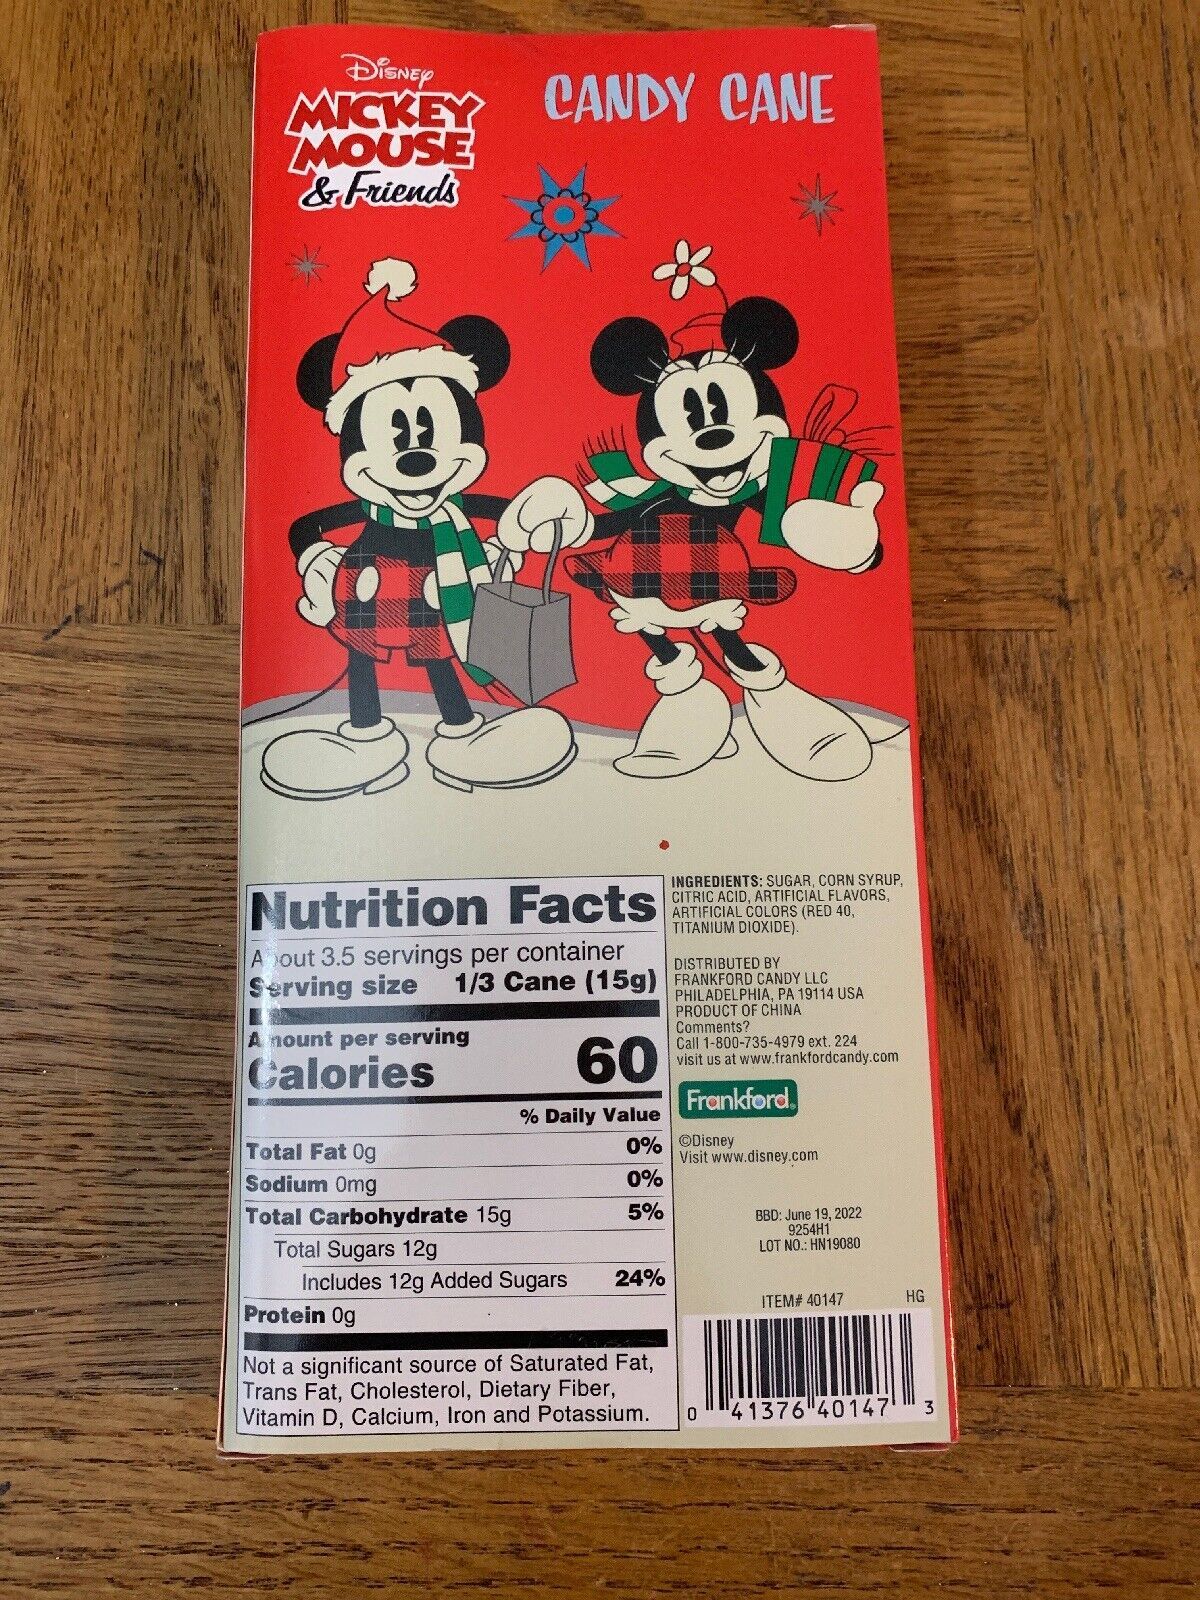 Disney
MICKEY
MOUSE
& Friends
CANDY CANE
Nutrition Facts
About 3.5 servings per container
Serving size 1/3 Cane (15g)
Amount per serving
Calories 60
% Daily Value
Total Fat 0g 0%
Sodium 0mg 0%
Total Carbohydrate 15g 5%
Total Sugars 12g
Includes 12g Added Sugars 24%
Protein 0g
Not a significant source of Saturated Fat,
Trans Fat, Cholesterol, Dietary Fiber,
Vitamin D, Calcium, Iron and Potassium.
INGREDIENTS: SUGAR, CORN SYRUP,
CITRIC ACID, ARTIFICIAL FLAVORS,
ARTIFICIAL COLORS (RED 40,
TITANIUM DIOXIDE).
DISTRIBUTED BY
FRANKFORD CANDY LLC
PHILADELPHIA, PA 19114 USA
PRODUCT OF CHINA
Comments?
Call 1-800-735-4979 ext. 224
visit us at www.frankfordcandy.com
Frankford
©Disney
Visit www.disney.com
BBD: June 19, 2022
9254H1
LOT NO.: HN19080
ITEM# 40147 HG
0 41376 40147 3